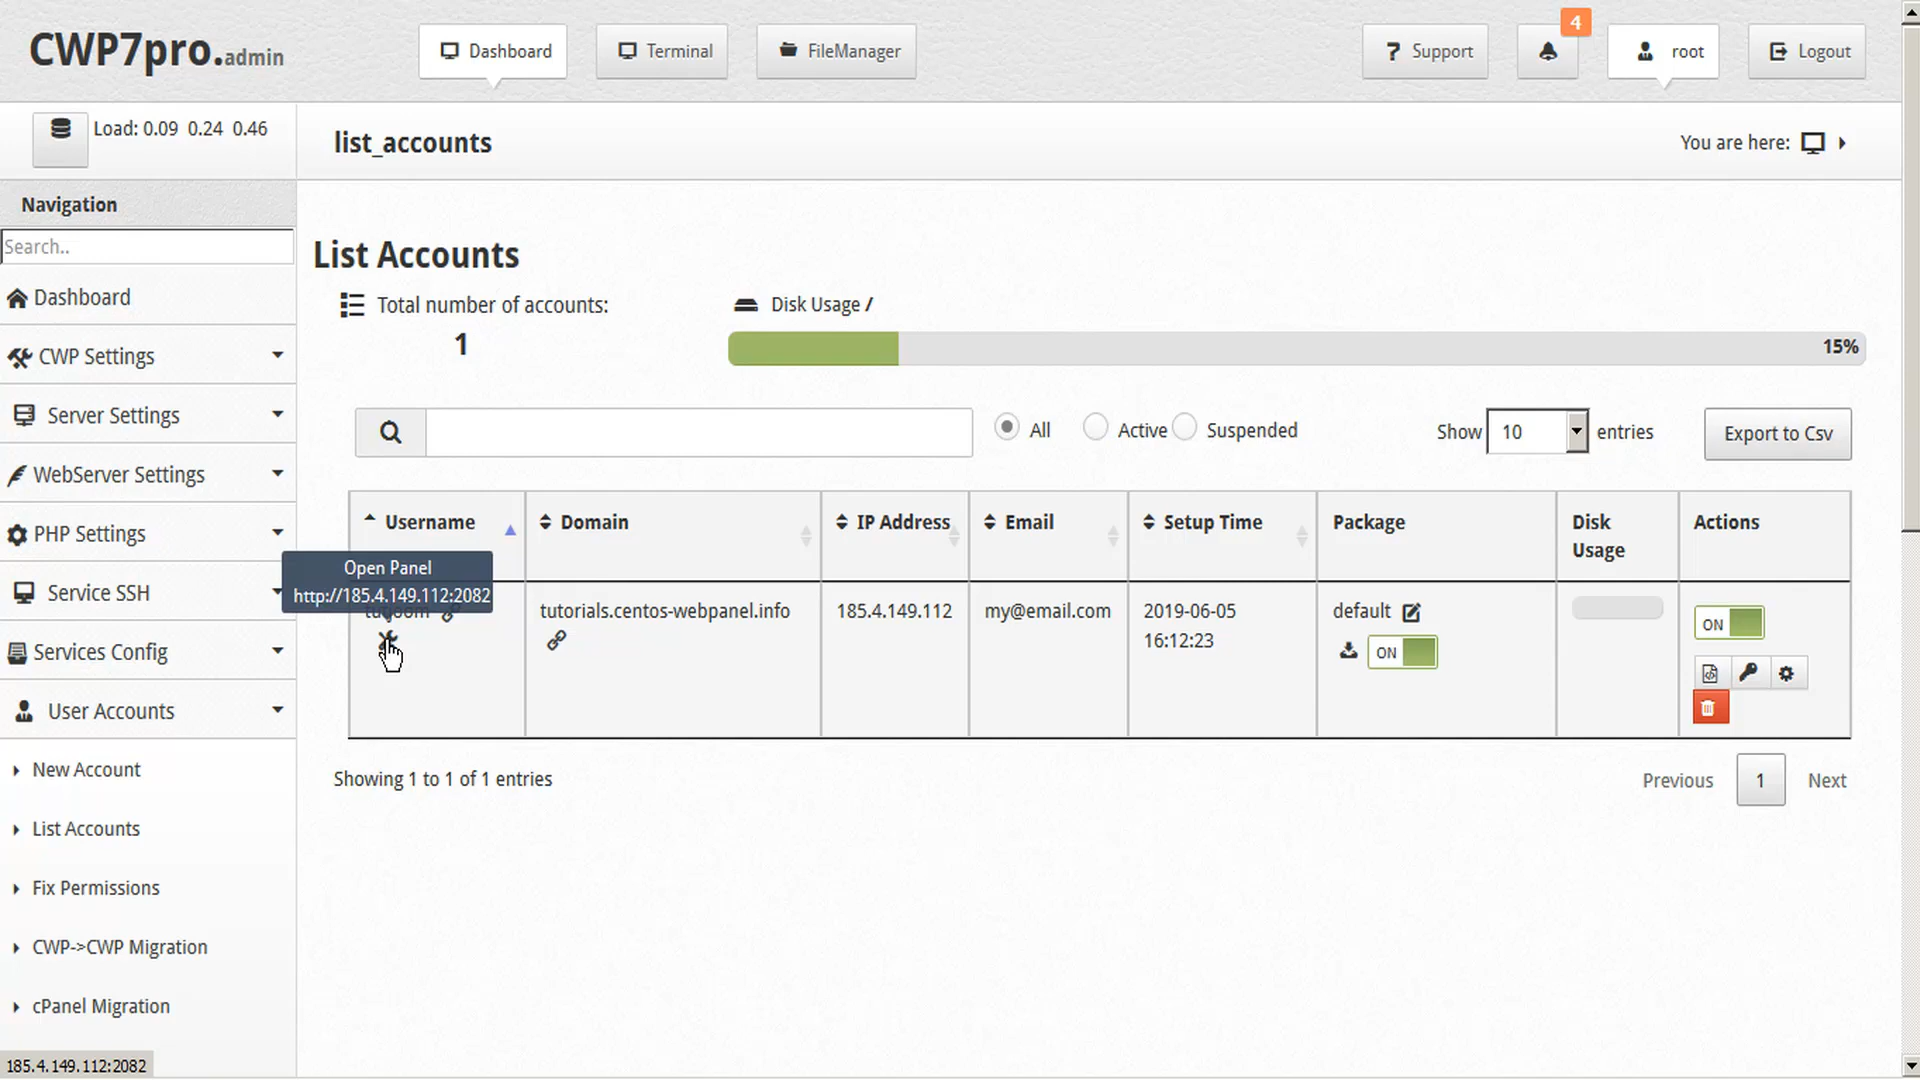 CWP7pro.admin
Dashboard
Terminal
FileManager
? Support
4
root
Logout
Load: 0.09 0.24 0.46
list_accounts
You are here:
Navigation
Search..
Dashboard
CWP Settings
Server Settings
WebServer Settings
PHP Settings
Service SSH
Services Config
User Accounts
New Account
List Accounts
Fix Permissions
CWP->CWP Migration
cPanel Migration
185.4.149.112:2082
List Accounts
Total number of accounts:
1
Disk Usage /
15%
All
Active
Suspended
Show 10 entries
Export to Csv
Username
Domain
IP Address
Email
Setup Time
Package
Disk
Usage
Actions
Open Panel
http://185.4.149.112:2082
tutorials.centos-webpanel.info
185.4.149.112
my@email.com
2019-06-05
16:12:23
default
ON
ON
Showing 1 to 1 of 1 entries
Previous
1
Next